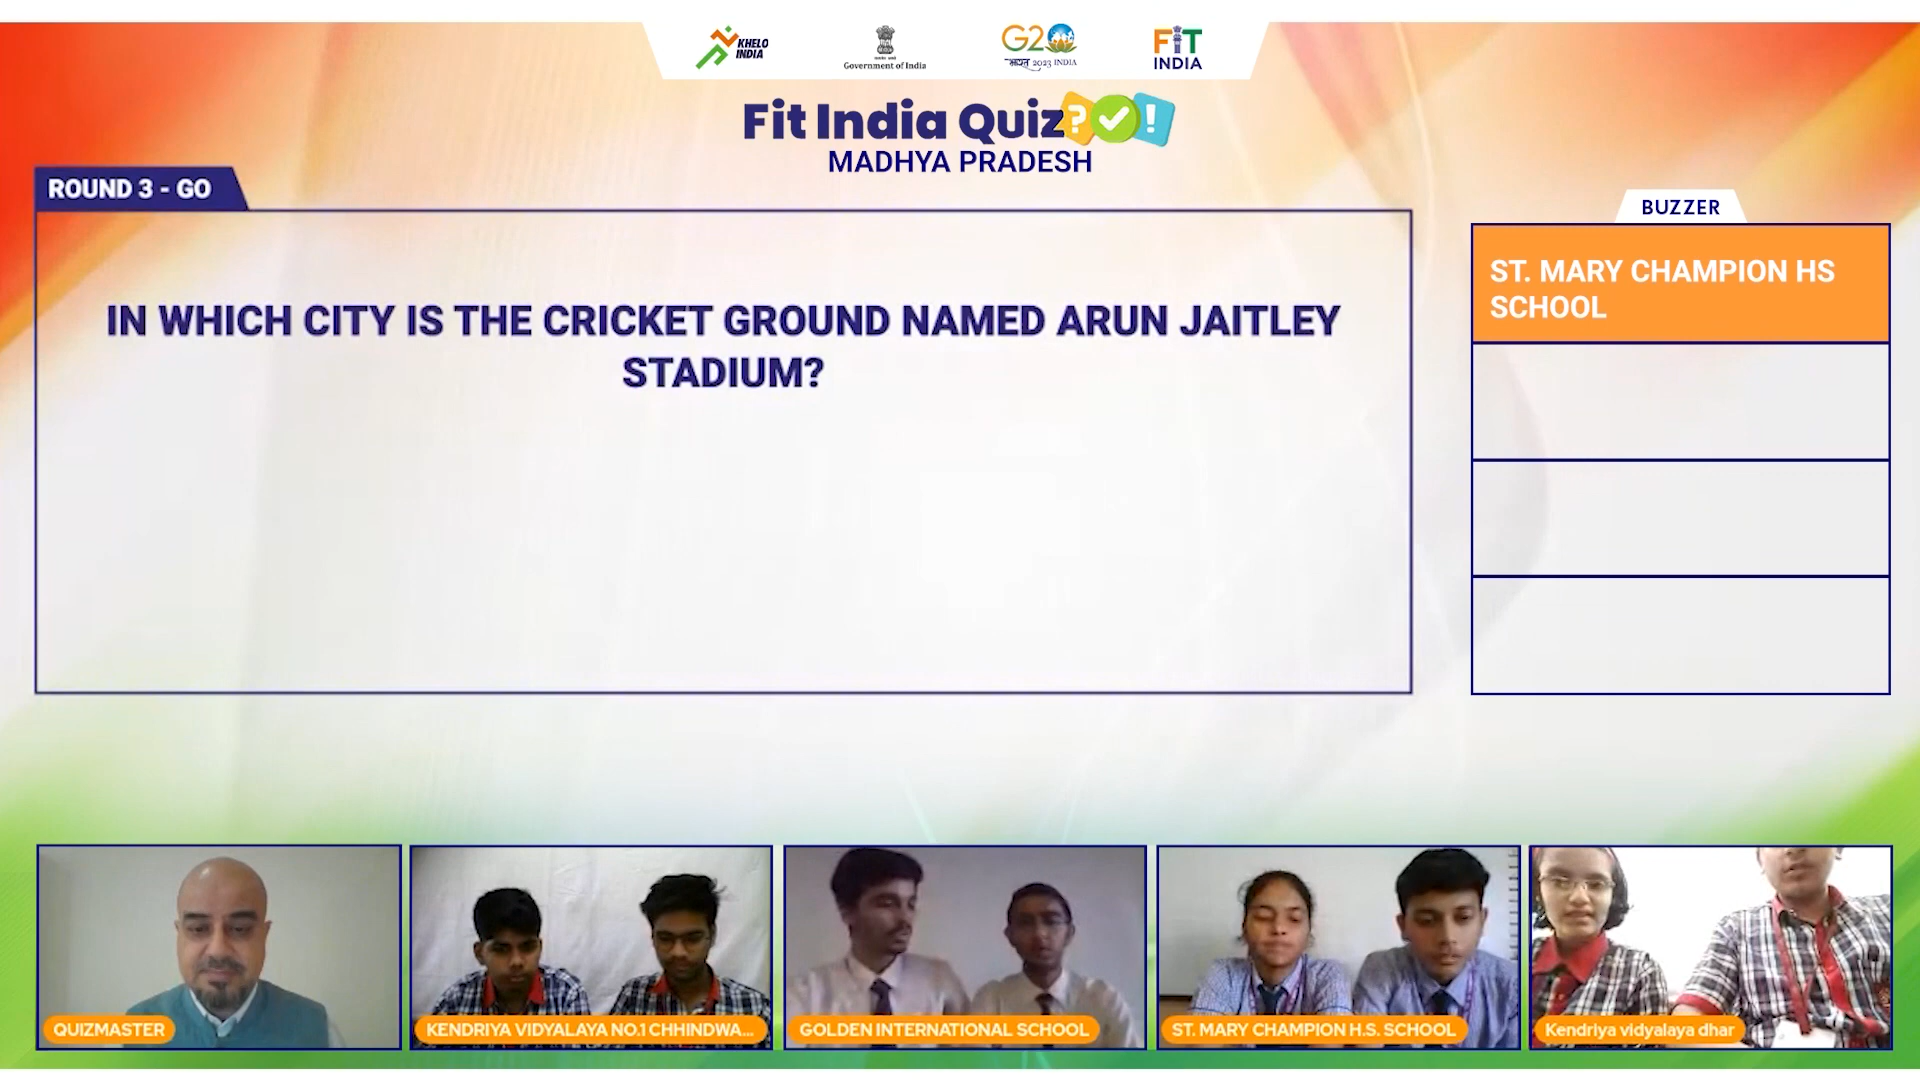 KHELO
INDIA
Government of India
G20
भारत 2023 INDIA
FIT
INDIA
Fit India Quiz?!
MADHYA PRADESH
ROUND 3 - GO
BUZZER
IN WHICH CITY IS THE CRICKET GROUND NAMED ARUN JAITLEY
STADIUM?
ST. MARY CHAMPION HS
SCHOOL
QUIZMASTER
KENDRIYA VIDYALAYA NO.1 CHHINDWA...
GOLDEN INTERNATIONAL SCHOOL
ST. MARY CHAMPION H.S. SCHOOL
Kendriya vidyalaya dhar